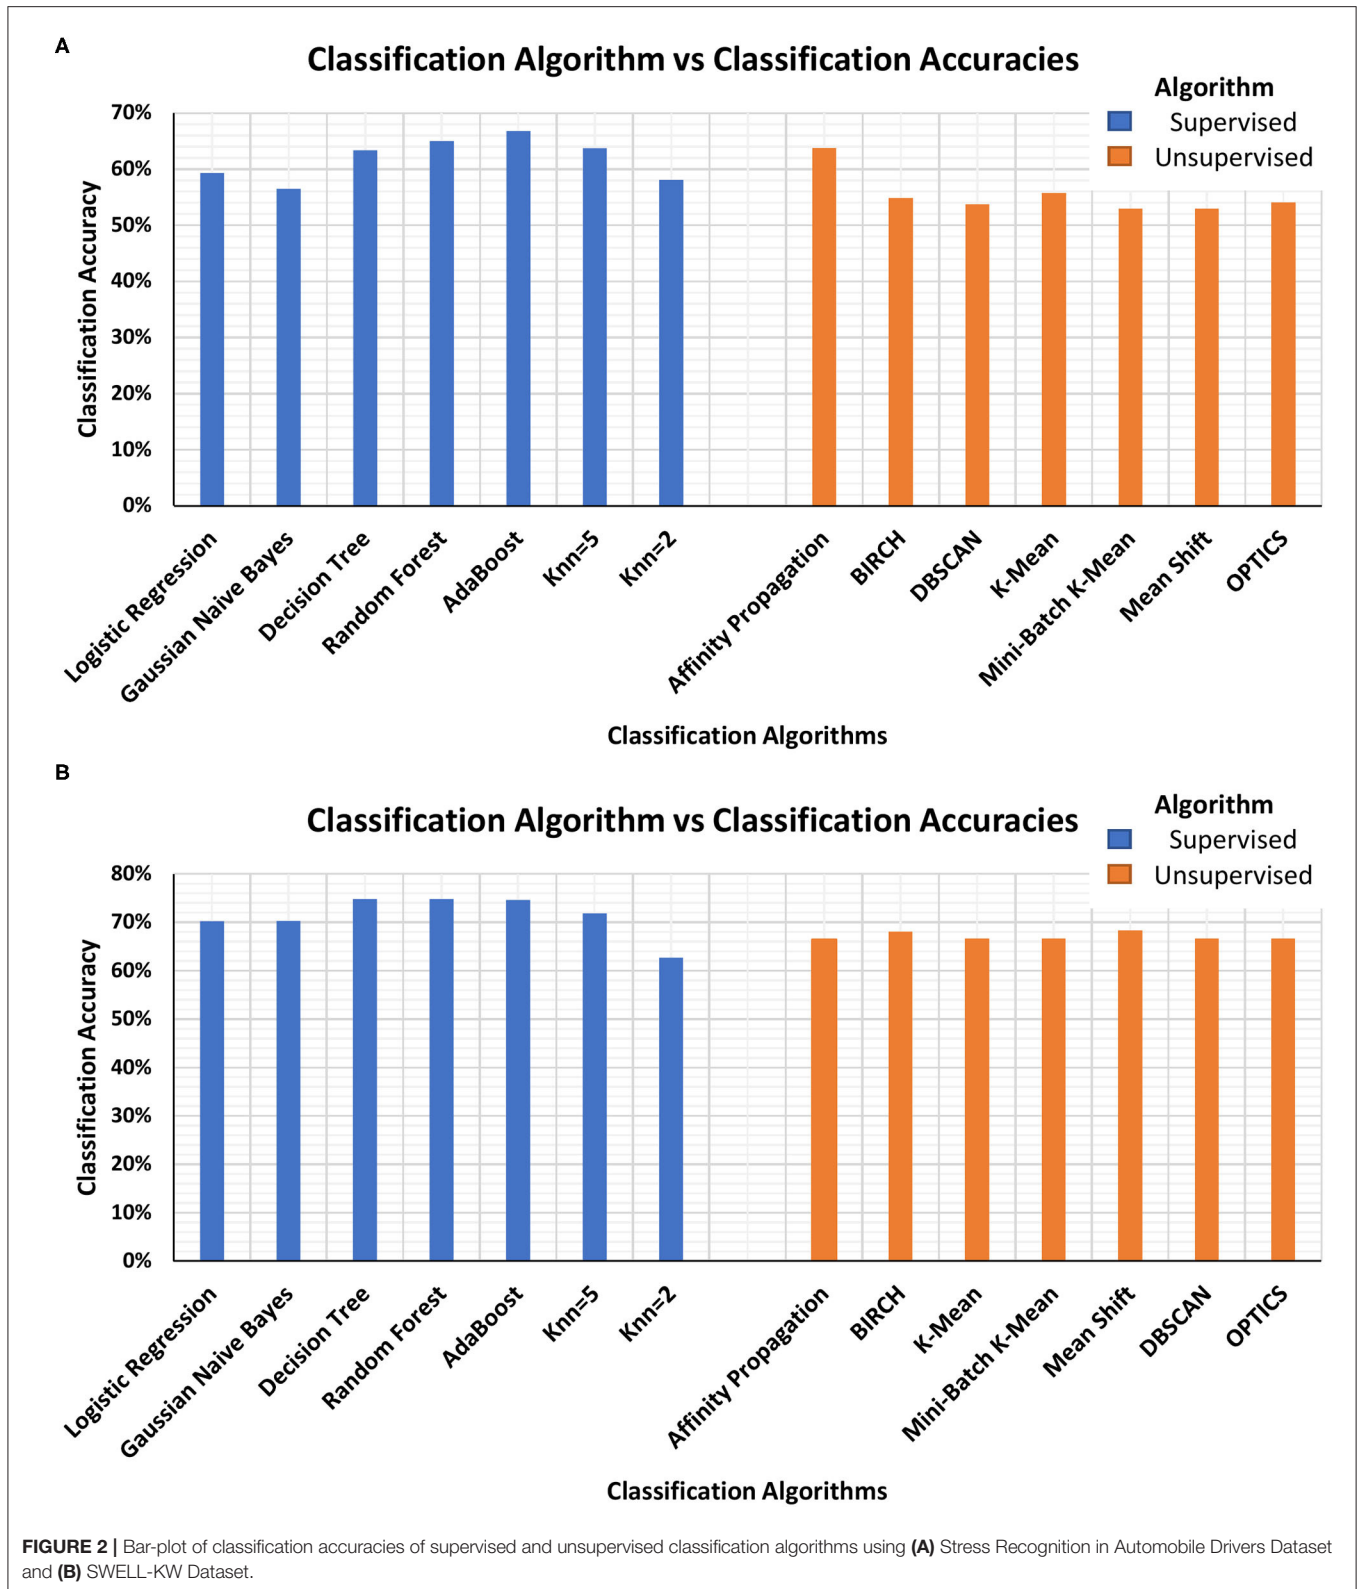 A
Classification Algorithm vs Classification Accuracies
Algorithm
Supervised
Unsupervised
70%
60%
50%
40%
30%
20%
10%
0%
Classification Accuracy
Logistic Regression
Gaussian Naive Bayes
Decision Tree
Random Forest
AdaBoost
Knn=5
Knn=2
Affinity Propagation
BIRCH
DBSCAN
K-Mean
Mini-Batch K-Mean
Mean Shift
OPTICS
Classification Algorithms
B
Classification Algorithm vs Classification Accuracies
Algorithm
Supervised
Unsupervised
80%
70%
60%
50%
40%
30%
20%
10%
0%
Classification Accuracy
Logistic Regression
Gaussian Naive Bayes
Decision Tree
Random Forest
AdaBoost
Knn=5
Knn=2
Affinity Propagation
BIRCH
K-Mean
Mini-Batch K-Mean
Mean Shift
DBSCAN
OPTICS
Classification Algorithms
FIGURE 2 | Bar-plot of classification accuracies of supervised and unsupervised classification algorithms using (A) Stress Recognition in Automobile Drivers Dataset
and (B) SWELL-KW Dataset.